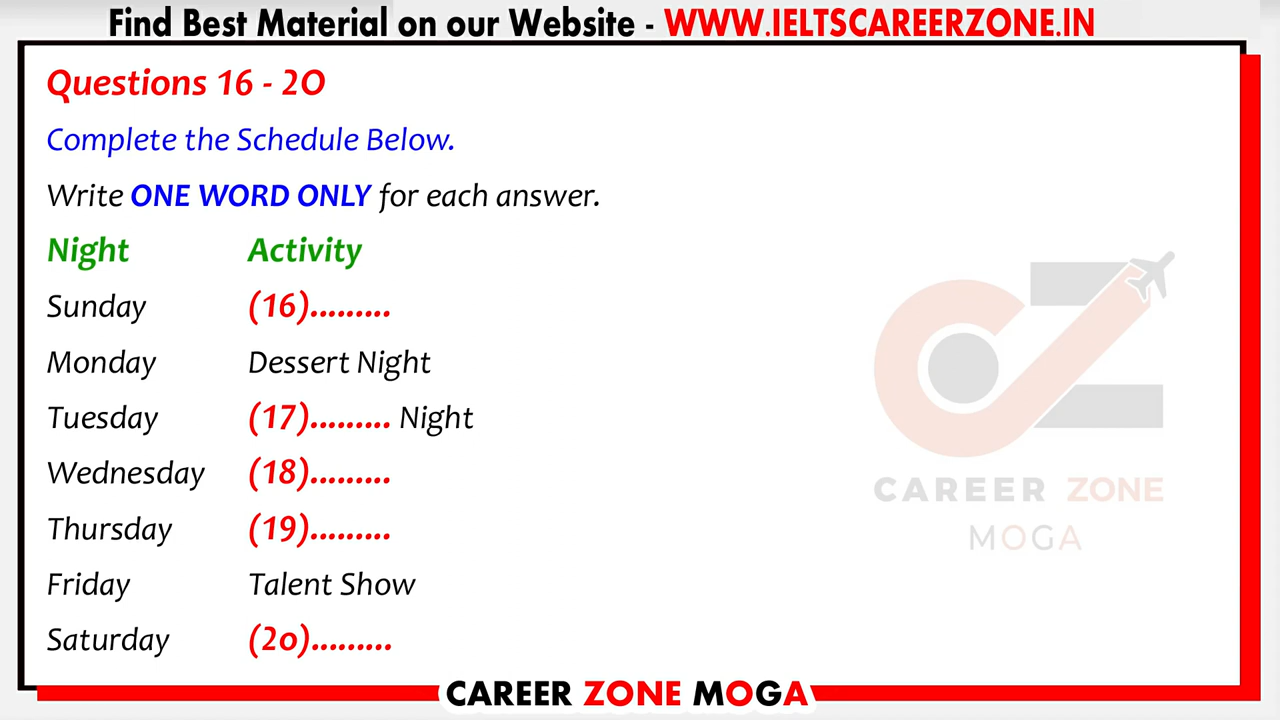 Find Best Material on our Website - WWW.IELTSCAREERZONE.IN
Questions 16 - 20
Complete the Schedule Below.
Write ONE WORD ONLY for each answer.
Night Activity
Sunday (16).........
Monday Dessert Night
Tuesday (17)......... Night
Wednesday (18).........
Thursday (19).........
Friday Talent Show
Saturday (20).........
CAREER ZONE
MOGA
CAREER ZONE MOGA